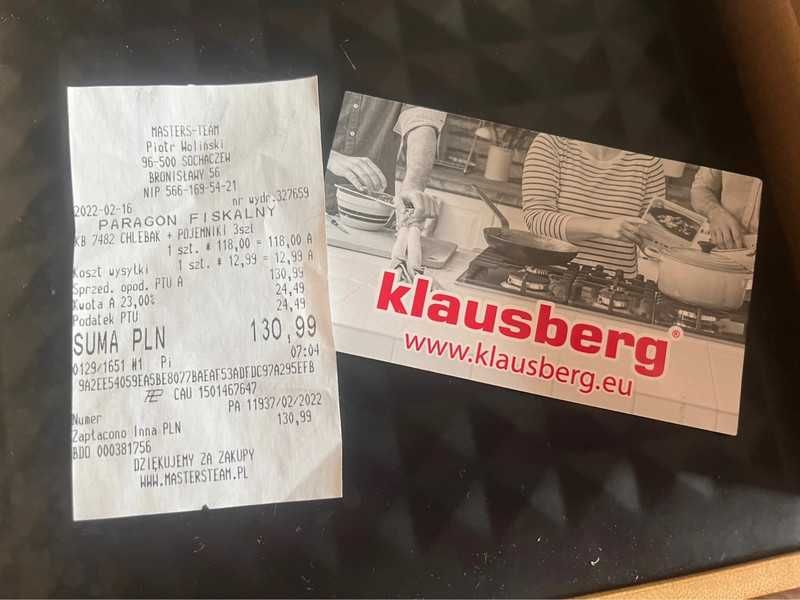 MASTERS-TEAM
Piotr Woliński
96-500 SOCHACZEW
BRONISŁAWY 56
NIP 566-169-54-21
2022-02-16 nr wydr.327659
PARAGON FISKALNY
KB 7482 CHLEBAK + POJEMNIKI 3szt
1 szt. * 118,00 = 118,00 A
Koszt wysyłki 1 szt. * 12,99 = 12,99 A
Sprzed. opod. PTU A 130,99
Kwota A 23,00% 24,49
Podatek PTU 24,49
SUMA PLN 130,99
0129/1651 #1 Pi 07:04
9A2EE54059EA5BE8077BAEAF53ADFDC97A295EFB
CAU 1501467647
Numer PA 11937/02/2022
Zapłacono Inna PLN 130,99
BDO 000381756
DZIĘKUJEMY ZA ZAKUPY
WWW.MASTERSTEAM.PL
klausberg®
www.klausberg.eu